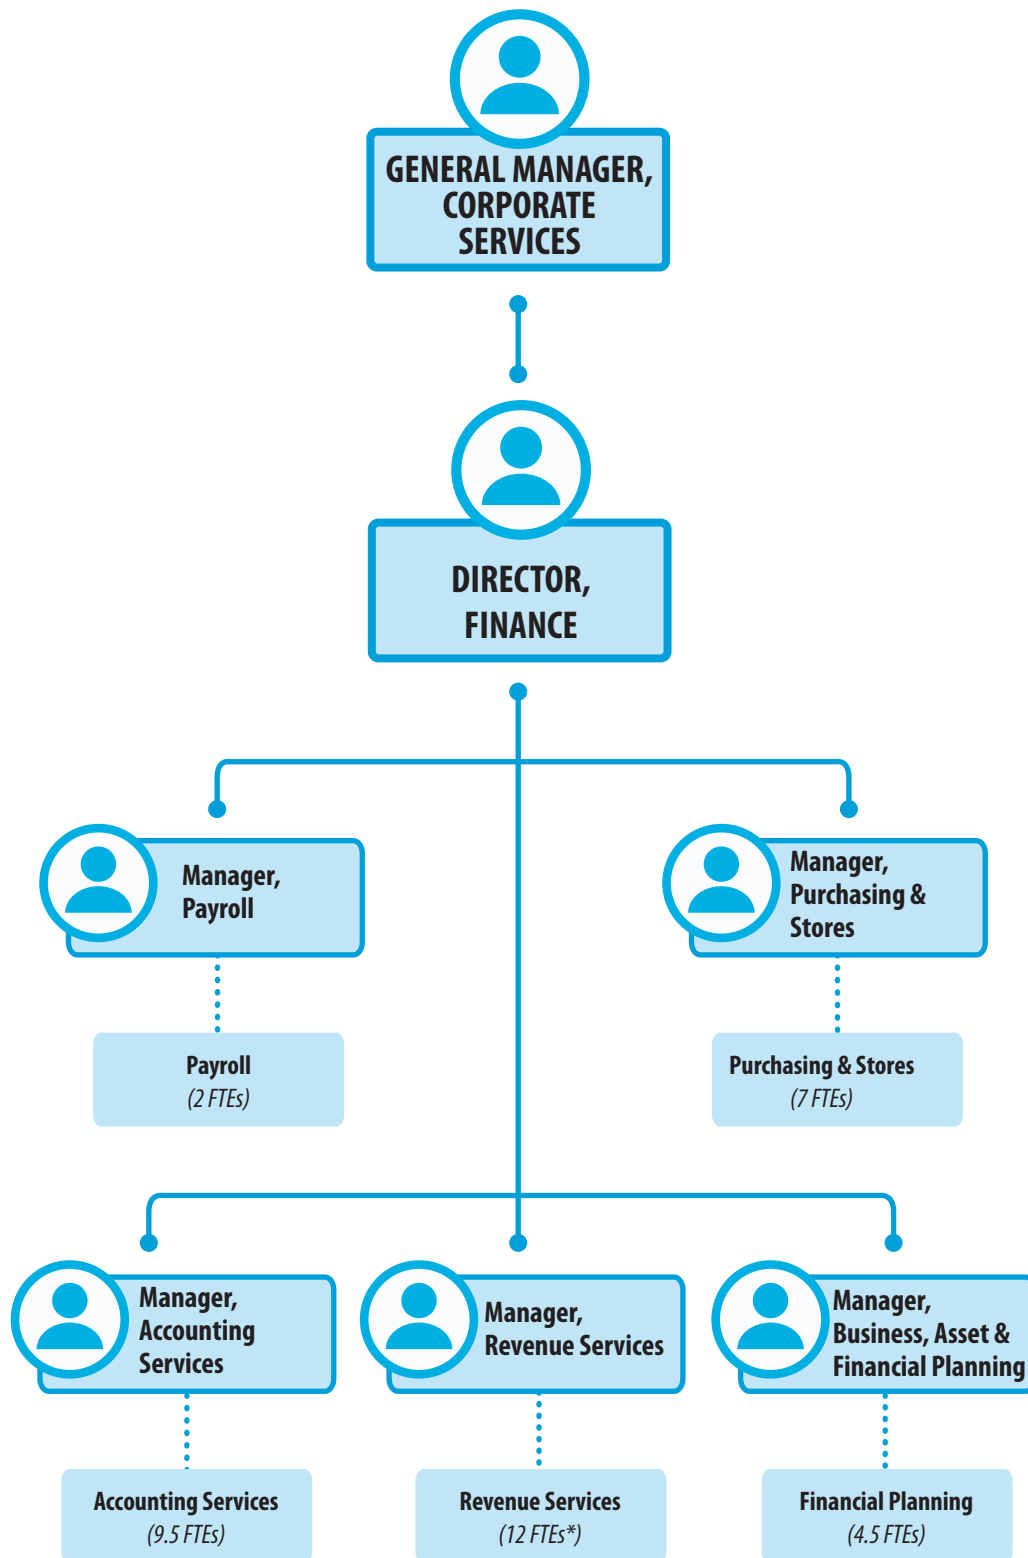 GENERAL MANAGER,
CORPORATE
SERVICES
DIRECTOR,
FINANCE
Manager,
Payroll
Manager,
Purchasing &
Stores
Payroll
(2 FTEs)
Purchasing & Stores
(7 FTEs)
Manager,
Accounting
Services
Manager,
Revenue Services
Manager,
Business, Asset &
Financial Planning
Accounting Services
(9.5 FTEs)
Revenue Services
(12 FTEs*)
Financial Planning
(4.5 FTEs)